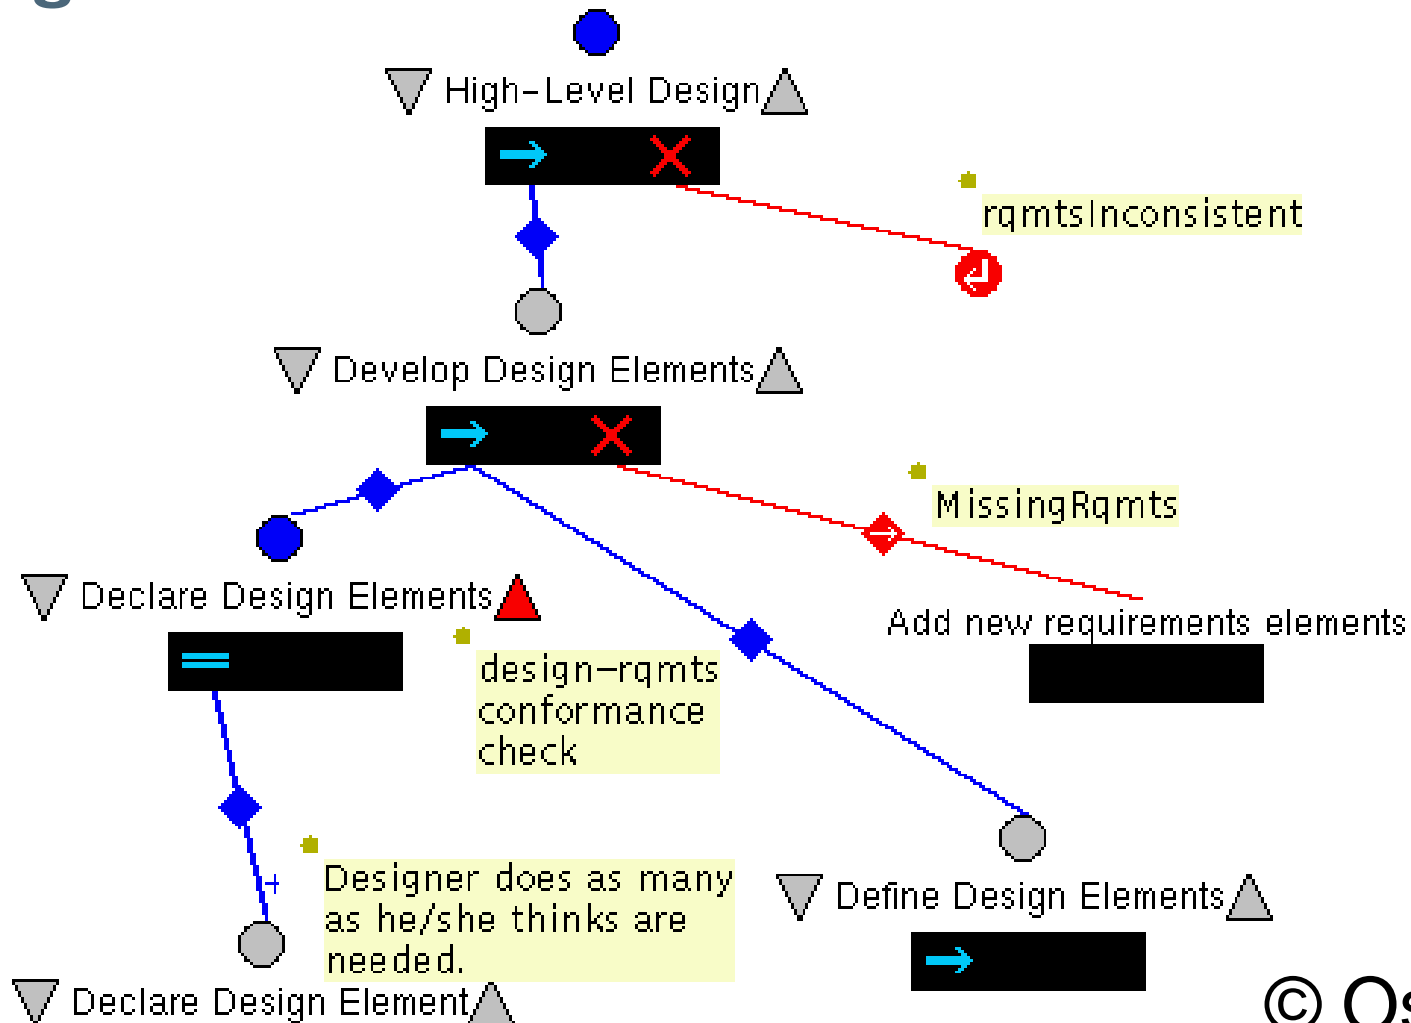 High-Level Design
rqmtsInconsistent
Develop Design Elements
MissingRqmts
Declare Design Elements
Add new requirements elements
design-rqmts
conformance
check
Designer does as many
as he/she thinks are
needed.
Define Design Elements
Declare Design Element
+
©